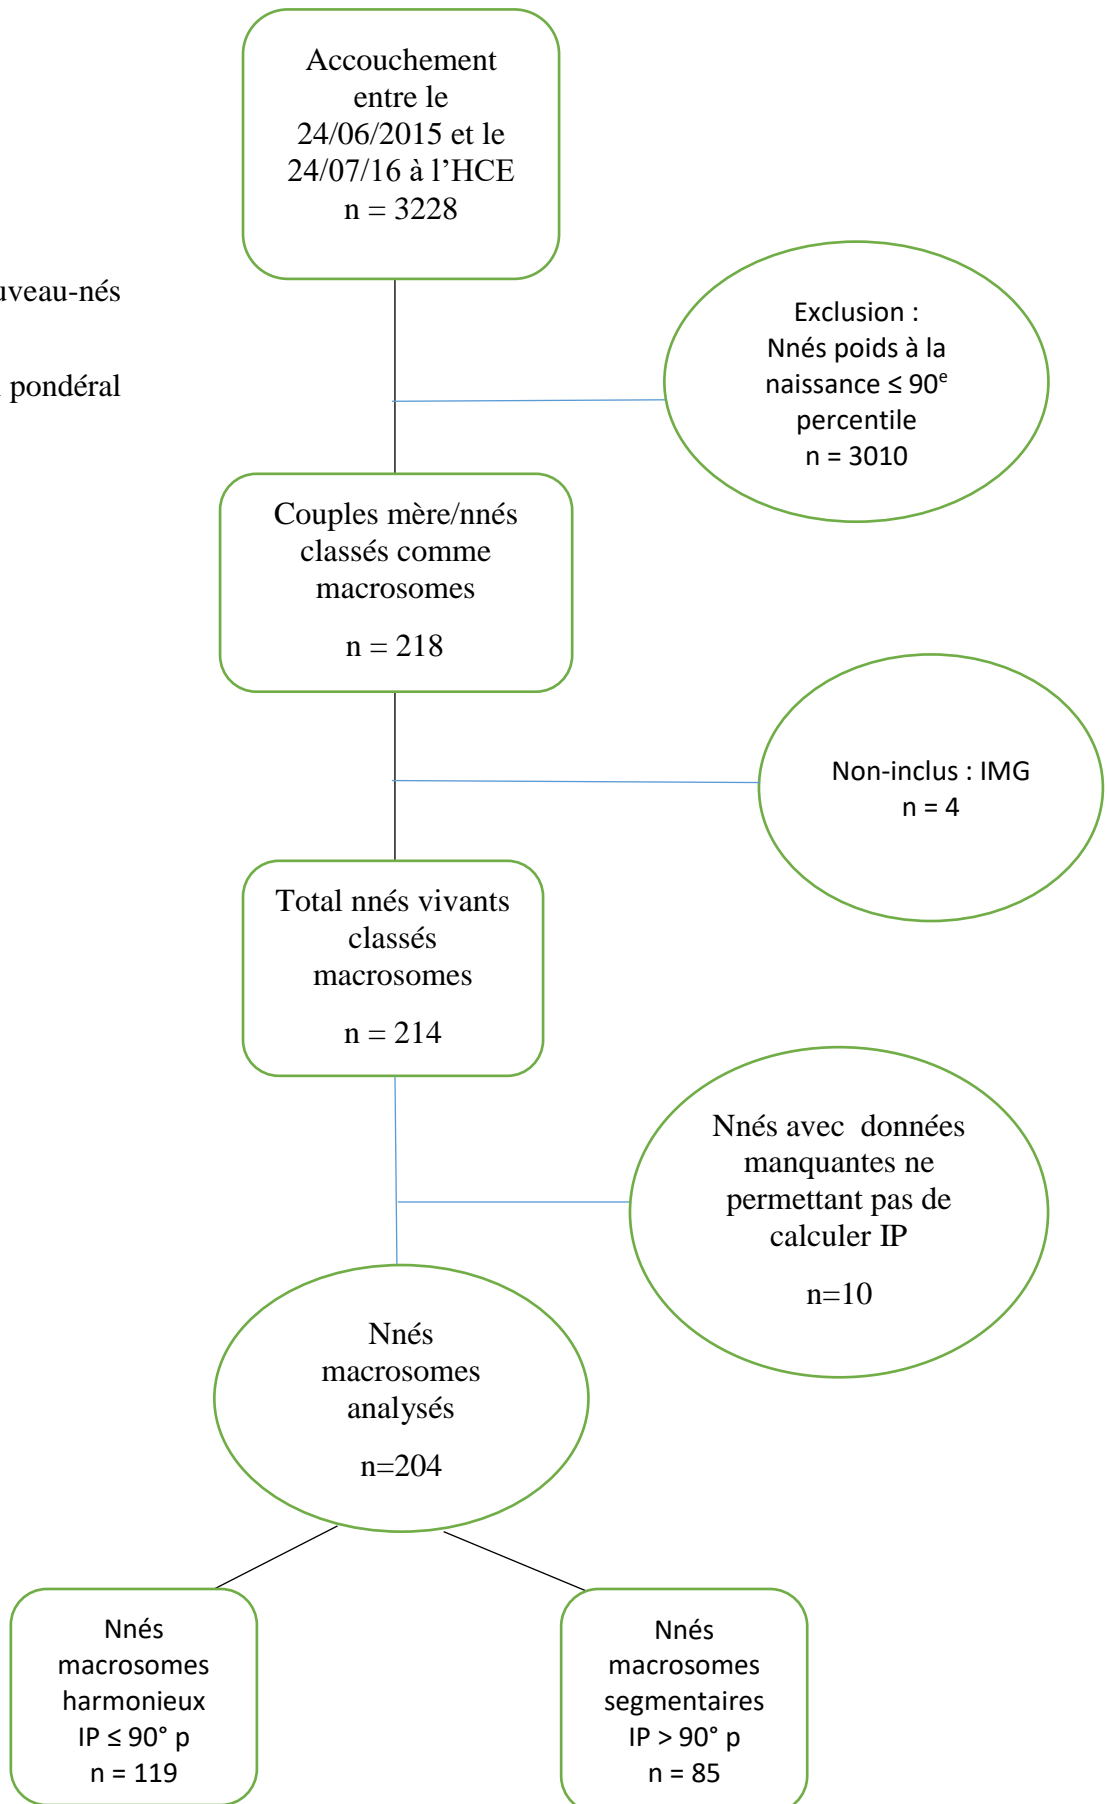 Accouchement
entre le
24/06/2015 et le
24/07/16 à l’HCE
n = 3228
uveau-nés
pondéral
Exclusion :
Nnés poids à la
naissance ≤ 90e
percentile
n = 3010
Couples mère/nnés
classés comme
macrosomes
n = 218
Non-inclus : IMG
n = 4
Total nnés vivants
classés
macrosomes
n = 214
Nnés avec données
manquantes ne
permettant pas de
calculer IP
n=10
Nnés
macrosomes
analysés
n=204
Nnés
macrosomes
harmonieux
IP ≤ 90° p
n = 119
Nnés
macrosomes
segmentaires
IP > 90° p
n = 85